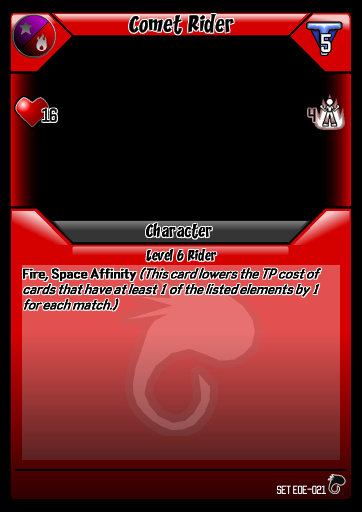 Comet Rider
5
16
4
Character
Level 6 Rider
Fire, Space Affinity (This card lowers the TP cost of
cards that have at least 1 of the listed elements by 1
for each match.)
SET EOE-021